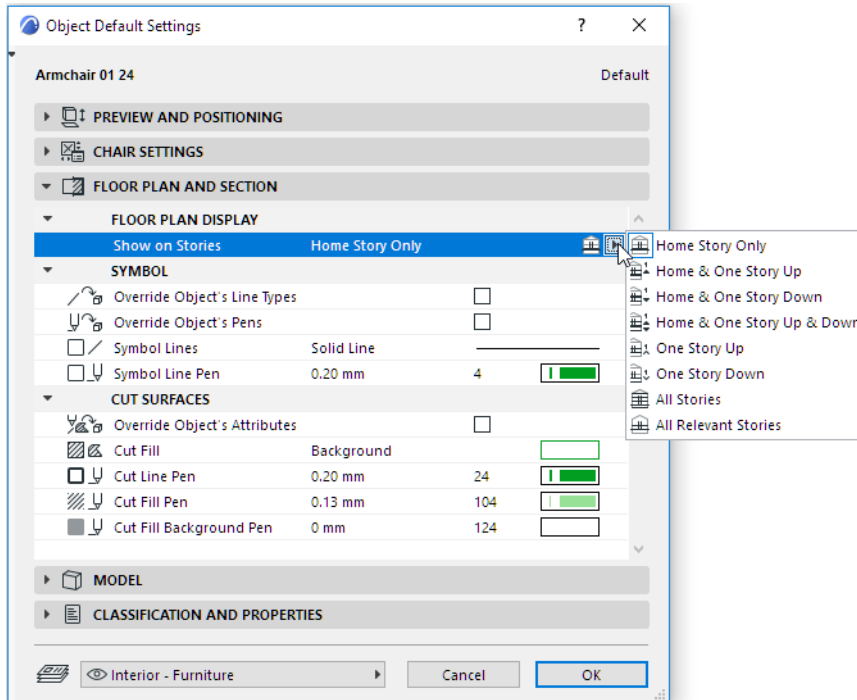 Object Default Settings ?
Armchair 01 24 Default
PREVIEW AND POSITIONING
CHAIR SETTINGS
FLOOR PLAN AND SECTION
FLOOR PLAN DISPLAY
Show on Stories Home Story Only
SYMBOL
Override Object's Line Types
Override Object's Pens
Symbol Lines Solid Line
Symbol Line Pen 0.20 mm 4
CUT SURFACES
Override Object's Attributes
Cut Fill Background
Cut Line Pen 0.20 mm 24
Cut Fill Pen 0.13 mm 104
Cut Fill Background Pen 0 mm 124
MODEL
CLASSIFICATION AND PROPERTIES
Interior - Furniture Cancel OK
Home Story Only
Home & One Story Up
Home & One Story Down
Home & One Story Up & Down
One Story Up
One Story Down
All Stories
All Relevant Stories